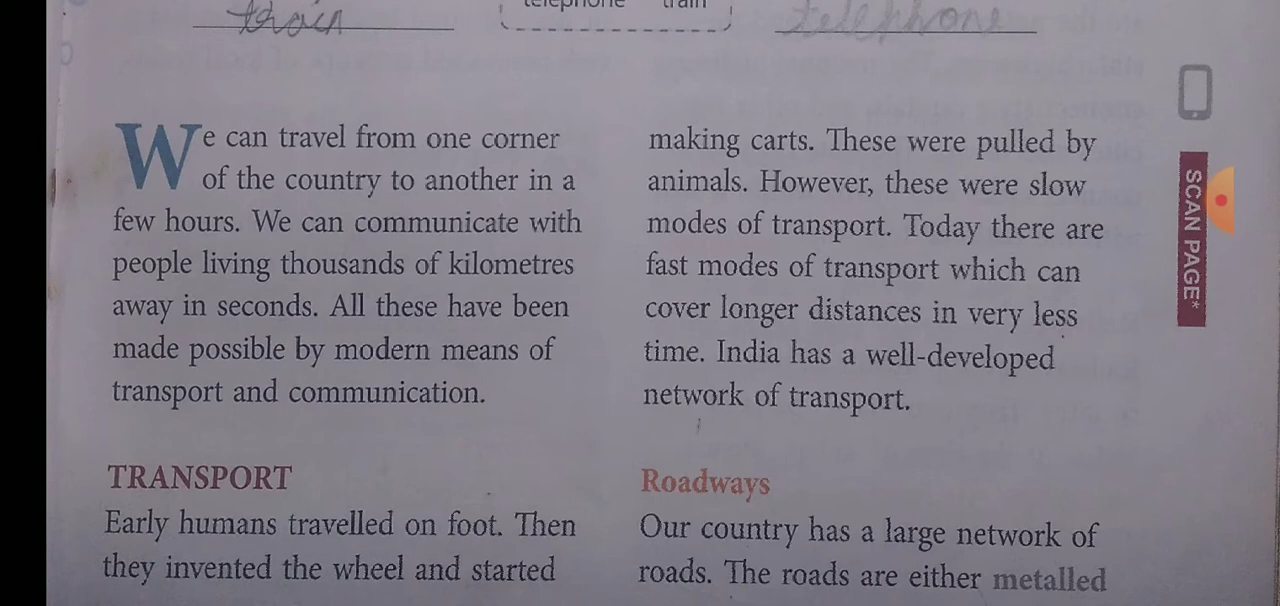 train
telephone train
telephone
We can travel from one corner
of the country to another in a
few hours. We can communicate with
people living thousands of kilometres
away in seconds. All these have been
made possible by modern means of
transport and communication.
TRANSPORT
Early humans travelled on foot. Then
they invented the wheel and started
making carts. These were pulled by
animals. However, these were slow
modes of transport. Today there are
fast modes of transport which can
cover longer distances in very less
time. India has a well-developed
network of transport.
Roadways
Our country has a large network of
roads. The roads are either metalled
SCAN PAGE*